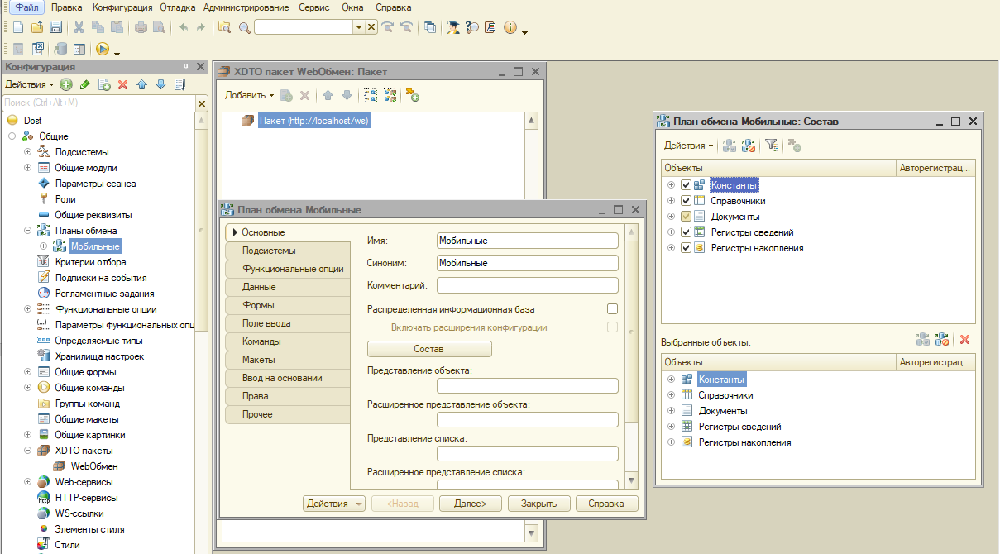 Файл Правка Конфигурация Отладка Администрирование Сервис Окна Справка
Конфигурация
Действия
Поиск (Ctrl+Alt+M)
Dost
Общие
Подсистемы
Общие модули
Параметры сеанса
Роли
Общие реквизиты
Планы обмена
Мобильные
Критерии отбора
Подписки на события
Регламентные задания
Функциональные опции
Параметры функциональных опц
Определяемые типы
Хранилища настроек
Общие формы
Общие команды
Группы команд
Общие макеты
Общие картинки
XDTO-пакеты
WebОбмен
Web-сервисы
HTTP-сервисы
WS-ссылки
Элементы стиля
Стили
XDTO пакет WebОбмен: Пакет
Добавить
Пакет (http://localhost/ws)
План обмена Мобильные
Основные
Подсистемы
Функциональные опции
Данные
Формы
Поле ввода
Команды
Макеты
Ввод на основании
Права
Прочее
Имя: Мобильные
Синоним: Мобильные
Комментарий:
Распределенная информационная база
Включать расширения конфигурации
Состав
Представление объекта:
Расширенное представление объекта:
Представление списка:
Расширенное представление списка:
Действия <Назад Далее> Закрыть Справка
План обмена Мобильные: Состав
Действия
Объекты Авторегистрац...
Константы
Справочники
Документы
Регистры сведений
Регистры накопления
Выбранные объекты:
Объекты Авторегистрац...
Константы
Справочники
Документы
Регистры сведений
Регистры накопления